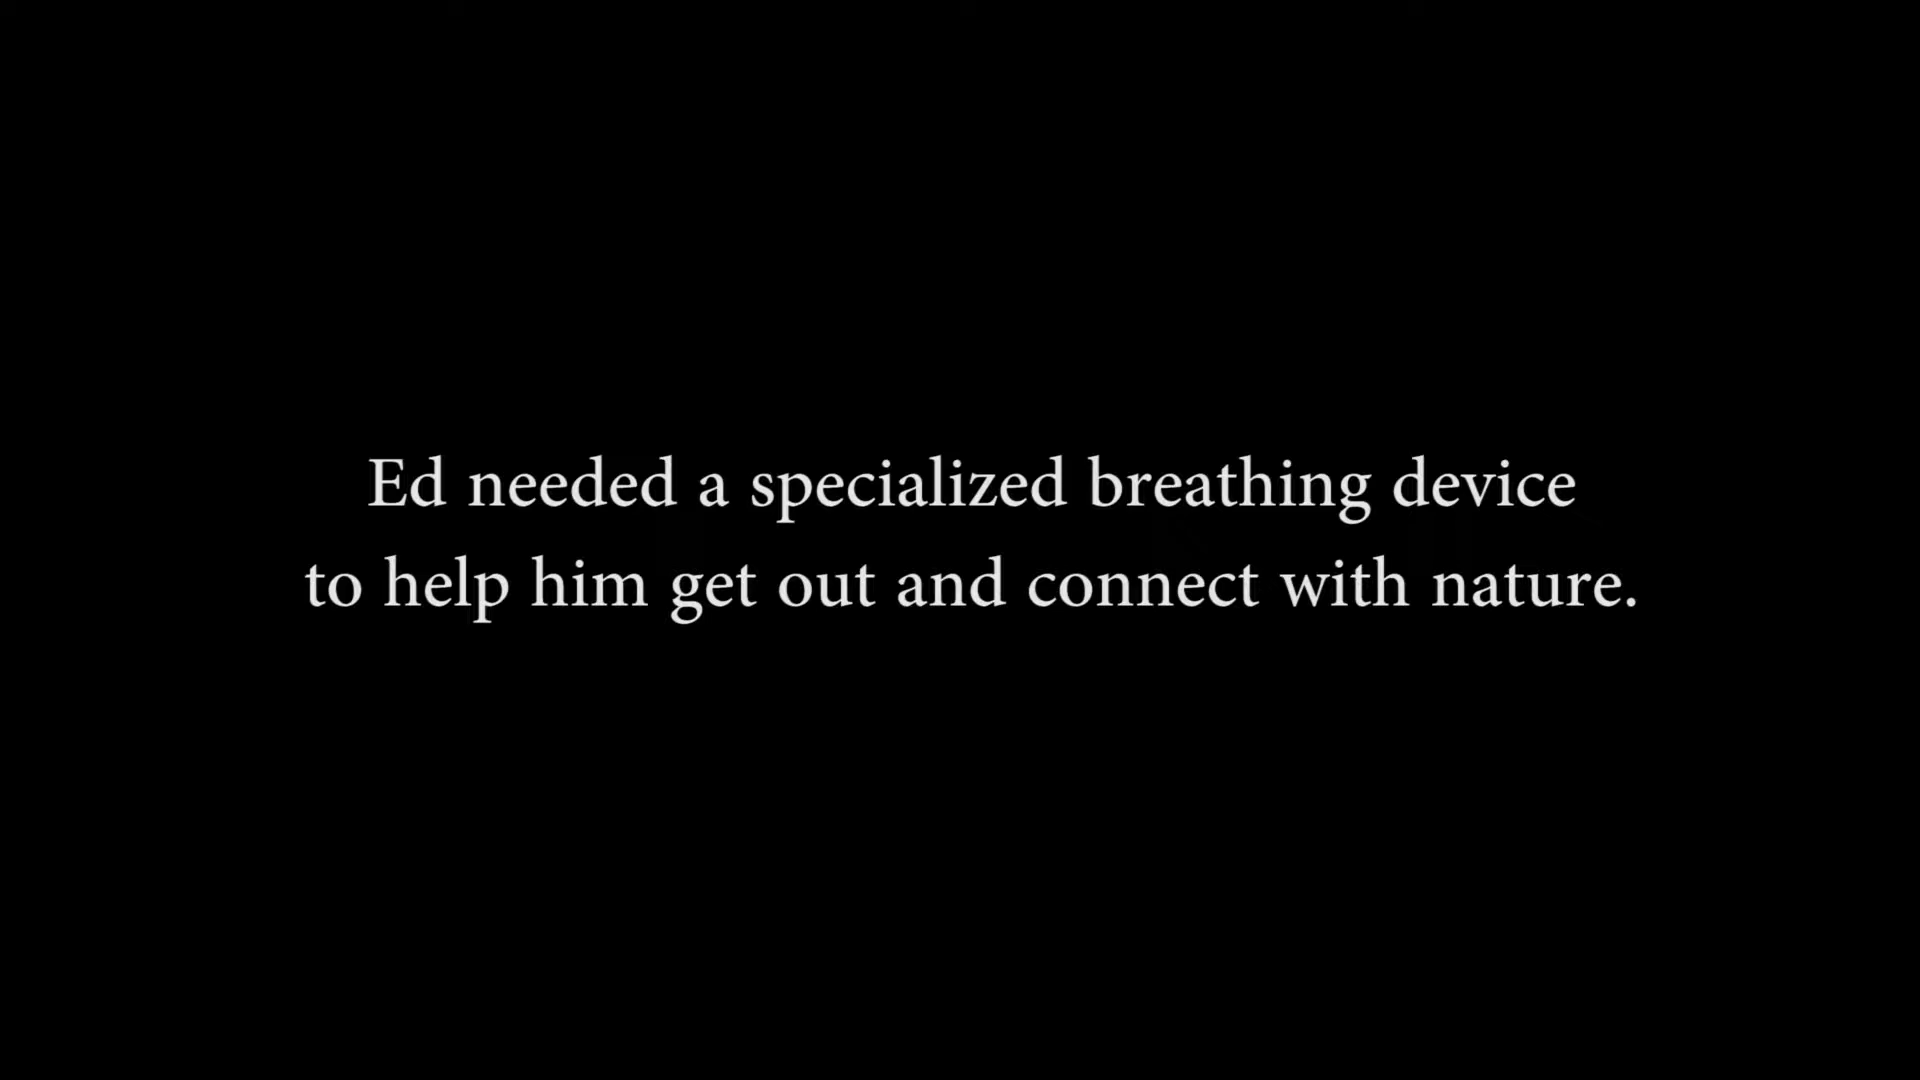 Ed needed a specialized breathing device
to help him get out and connect with nature.